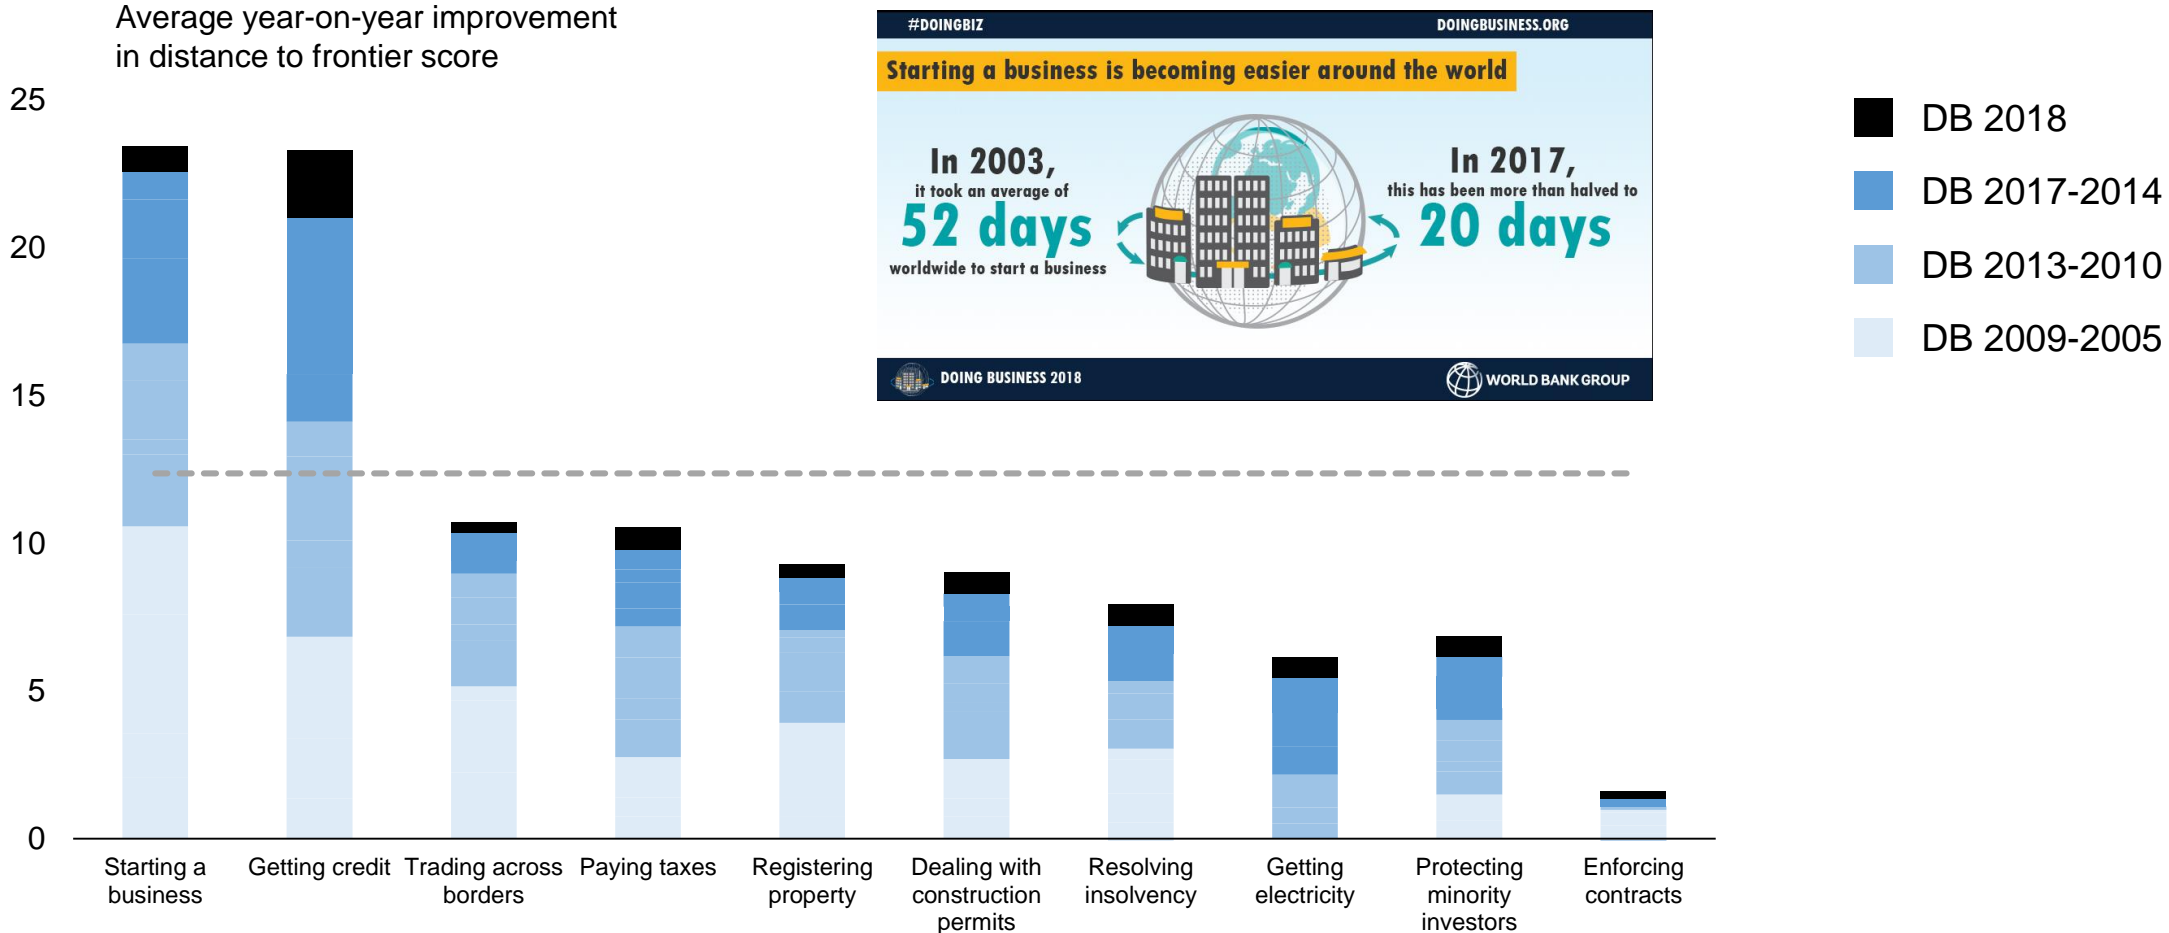 Average year-on-year improvement
in distance to frontier score
#DOINGBIZ
DOINGBUSINESS.ORG
Starting a business is becoming easier around the world
In 2003,
it took an average of
52 days
worldwide to start a business
In 2017,
this has been more than halved to
20 days
DOING BUSINESS 2018
WORLD BANK GROUP
DB 2018
DB 2017-2014
DB 2013-2010
DB 2009-2005
25
20
15
10
5
0
Starting a
business
Getting credit
Trading across
borders
Paying taxes
Registering
property
Dealing with
construction
permits
Resolving
insolvency
Getting
electricity
Protecting
minority
investors
Enforcing
contracts